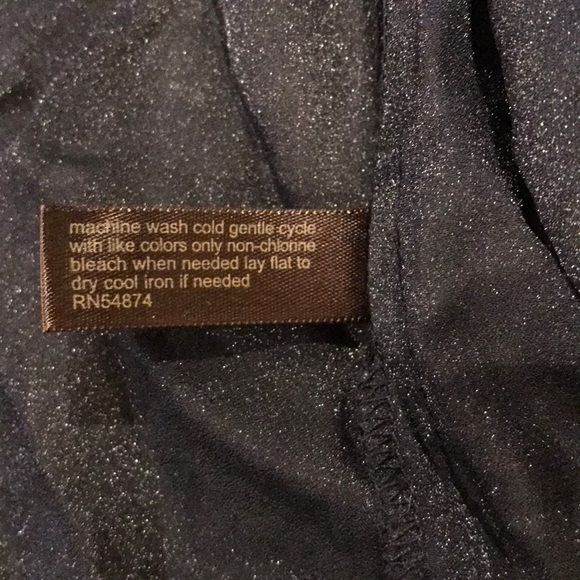 machine wash cold gentle cycle
with like colors only non-chlorine
bleach when needed lay flat to
dry cool iron if needed
RN54874